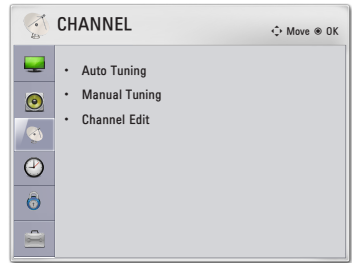 CHANNEL
Move OK
• Auto Tuning
• Manual Tuning
• Channel Edit